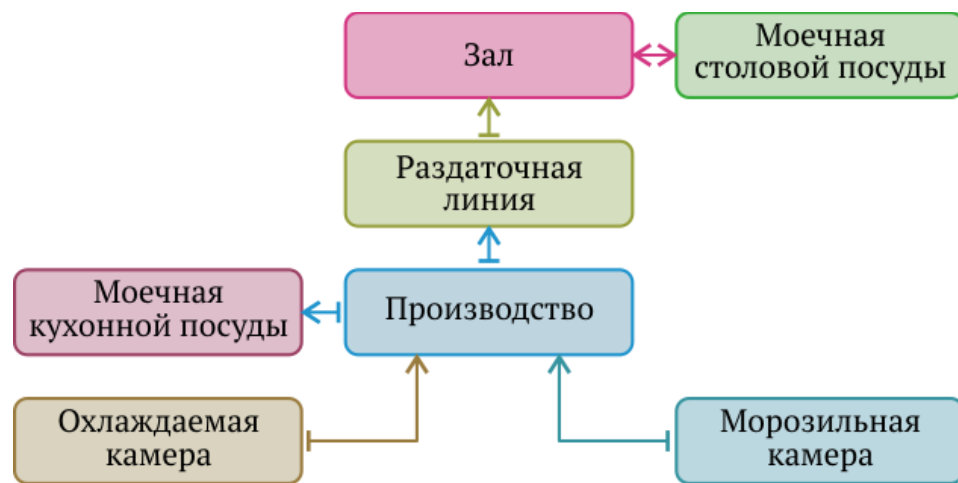 Зал
Моечная
столовой посуды
Раздаточная
линия
Моечная
кухонной посуды
Производство
Охлаждаемая
камера
Морозильная
камера